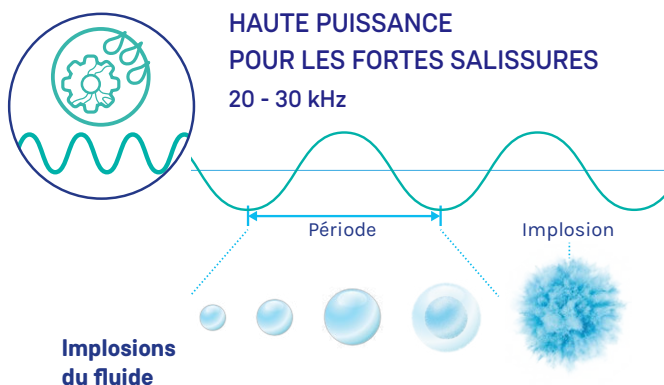 HAUTE PUISSANCE
POUR LES FORTES SALISSURES
20 - 30 kHz
Période
Implosion
Implosions
du fluide